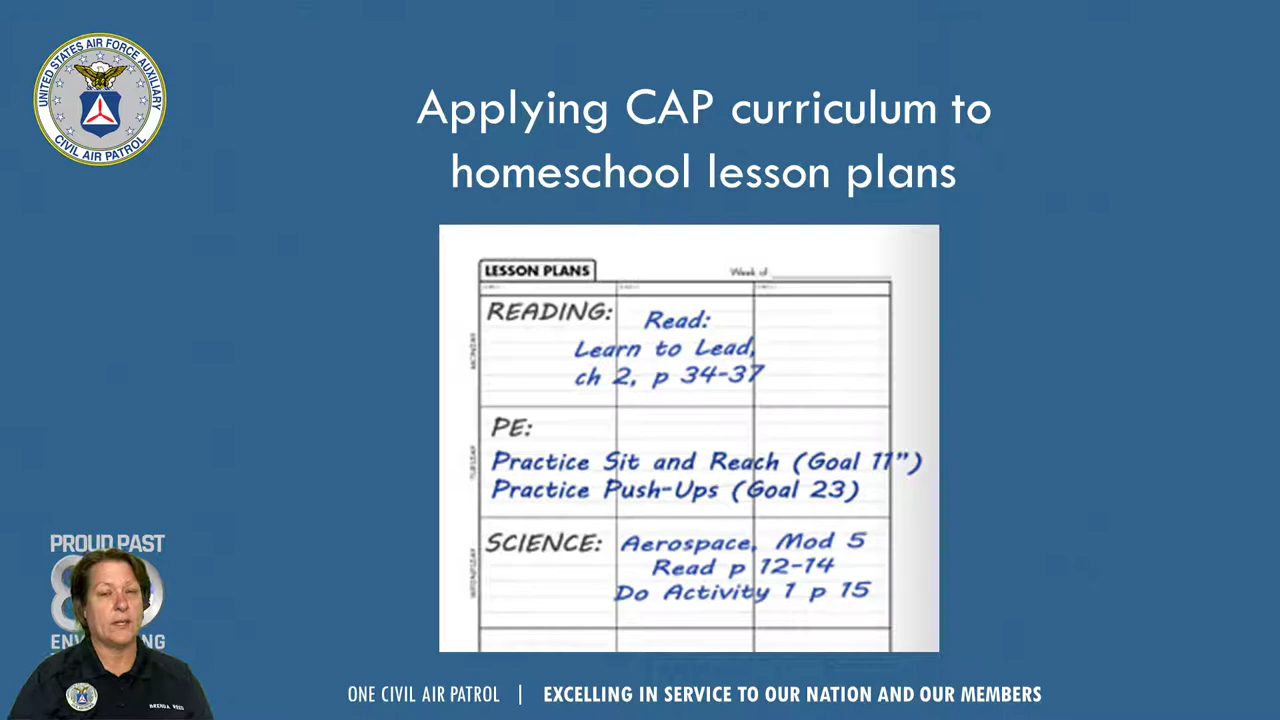 UNITED STATES AIR FORCE AUXILIARY
CIVIL AIR PATROL
Applying CAP curriculum to
homeschool lesson plans
LESSON PLANS
Week of
READING:
Read:
Learn to Lead,
ch 2, p 34-37
MONDAY
PE:
Practice Sit and Reach (Goal 11”)
Practice Push-Ups (Goal 23)
TUESDAY
SCIENCE:
Aerospace, Mod 5
Read p 12-14
Do Activity 1 p 15
WEDNESDAY
PROUD PAST
ONE CIVIL AIR PATROL | EXCELLING IN SERVICE TO OUR NATION AND OUR MEMBERS